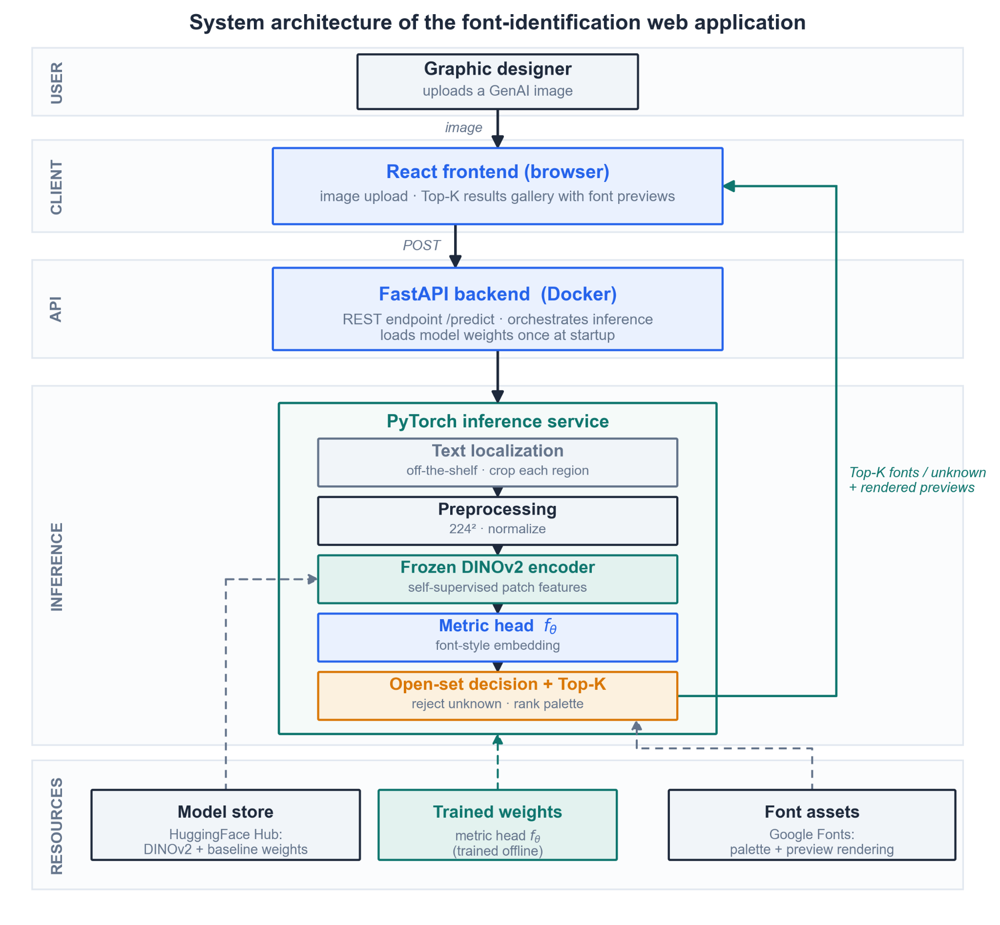 System architecture of the font-identification web application
USER
Graphic designer
uploads a GenAI image
image
CLIENT
React frontend (browser)
image upload · Top-K results gallery with font previews
POST
API
FastAPI backend (Docker)
REST endpoint /predict · orchestrates inference
loads model weights once at startup
INFERENCE
PyTorch inference service
Text localization
off-the-shelf · crop each region
Preprocessing
224² · normalize
Frozen DINOv2 encoder
self-supervised patch features
Metric head fθ
font-style embedding
Open-set decision + Top-K
reject unknown · rank palette
Top-K fonts / unknown
+ rendered previews
RESOURCES
Model store
HuggingFace Hub:
DINOv2 + baseline weights
Trained weights
metric head fθ
(trained offline)
Font assets
Google Fonts:
palette + preview rendering